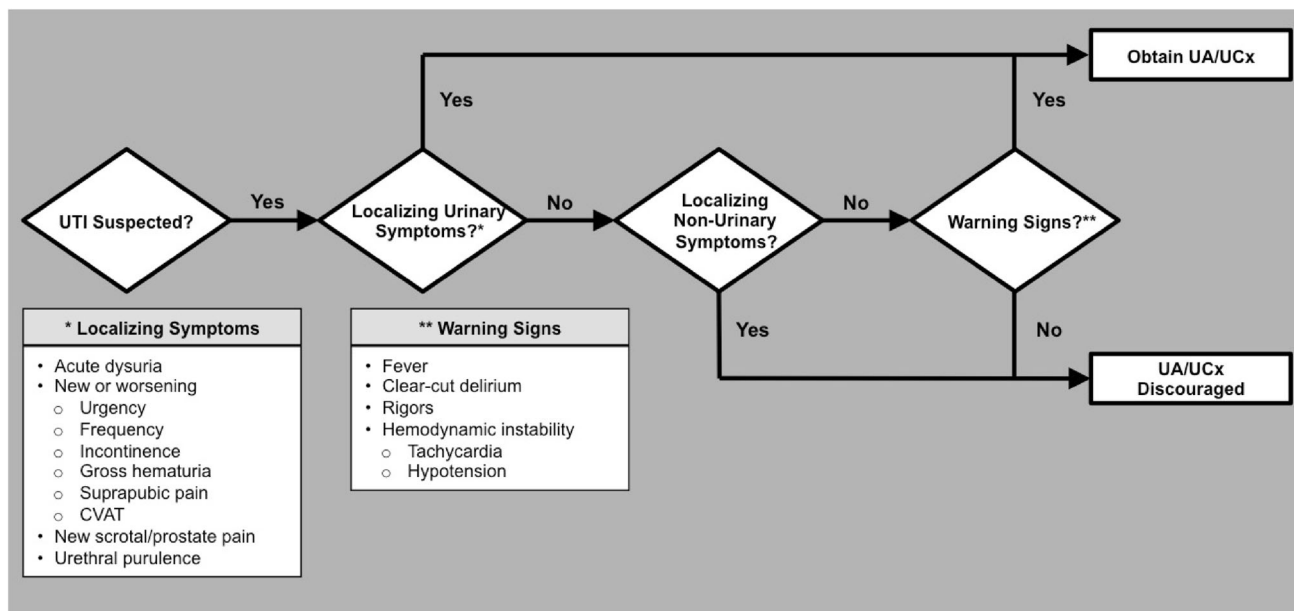 Obtain UA/UCx
Yes
Yes
UTI Suspected?
Yes
Localizing Urinary
Symptoms?*
No
Localizing
Non-Urinary
Symptoms?
No
Warning Signs?**
Yes
No
UA/UCx
Discouraged
* Localizing Symptoms
• Acute dysuria
• New or worsening
o Urgency
o Frequency
o Incontinence
o Gross hematuria
o Suprapubic pain
o CVAT
• New scrotal/prostate pain
• Urethral purulence
** Warning Signs
• Fever
• Clear-cut delirium
• Rigors
• Hemodynamic instability
o Tachycardia
o Hypotension